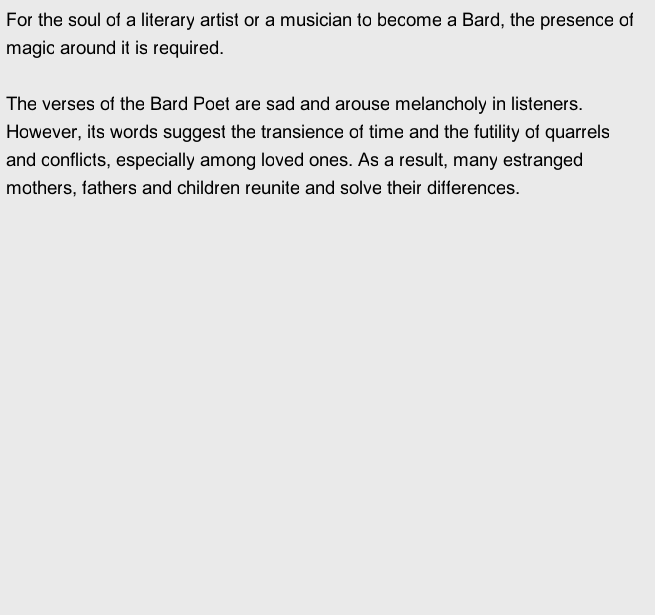 For the soul of a literary artist or a musician to become a Bard, the presence of
magic around it is required.

The verses of the Bard Poet are sad and arouse melancholy in listeners.
However, its words suggest the transience of time and the futility of quarrels
and conflicts, especially among loved ones. As a result, many estranged
mothers, fathers and children reunite and solve their differences.